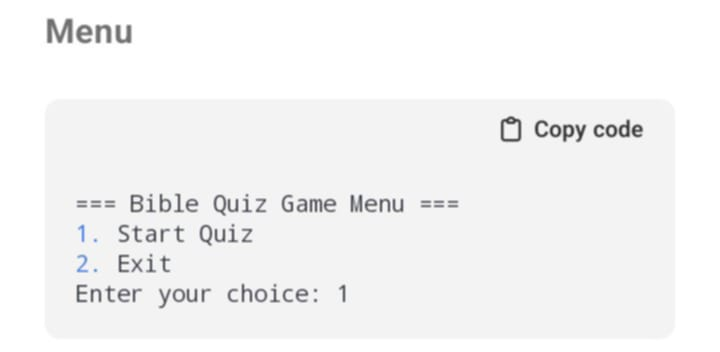 Menu
Copy code
=== Bible Quiz Game Menu ===
1. Start Quiz
2. Exit
Enter your choice: 1